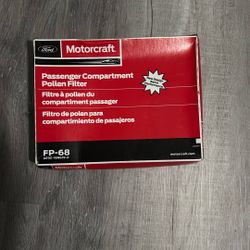 Ford
Motorcraft
Passenger Compartment
Pollen Filter
Filtre à pollen du
compartiment passager
Filtro de polen para
compartimiento de pasajeros
FP-68
motorcraft.com